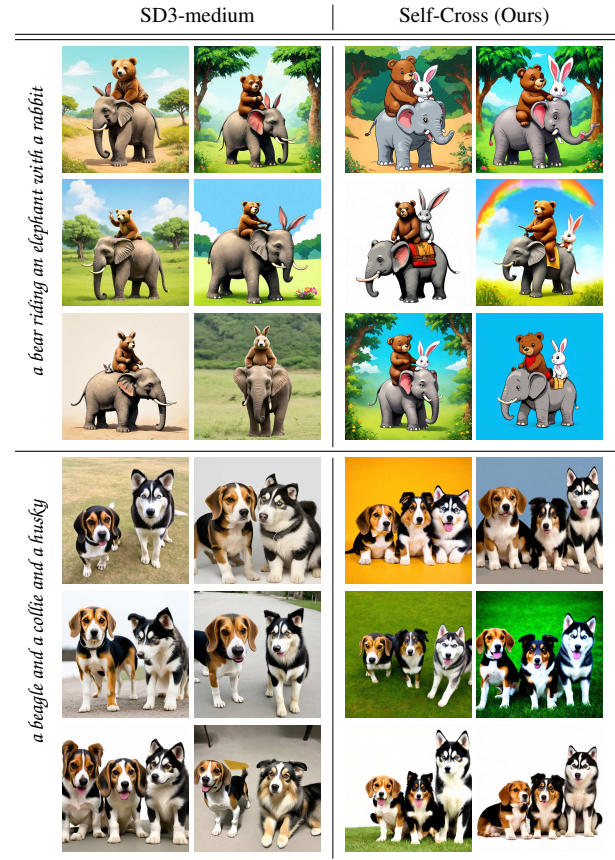 SD3-medium
Self-Cross (Ours)
a bear riding an elephant with a rabbit
a beagle and a collie and a husky